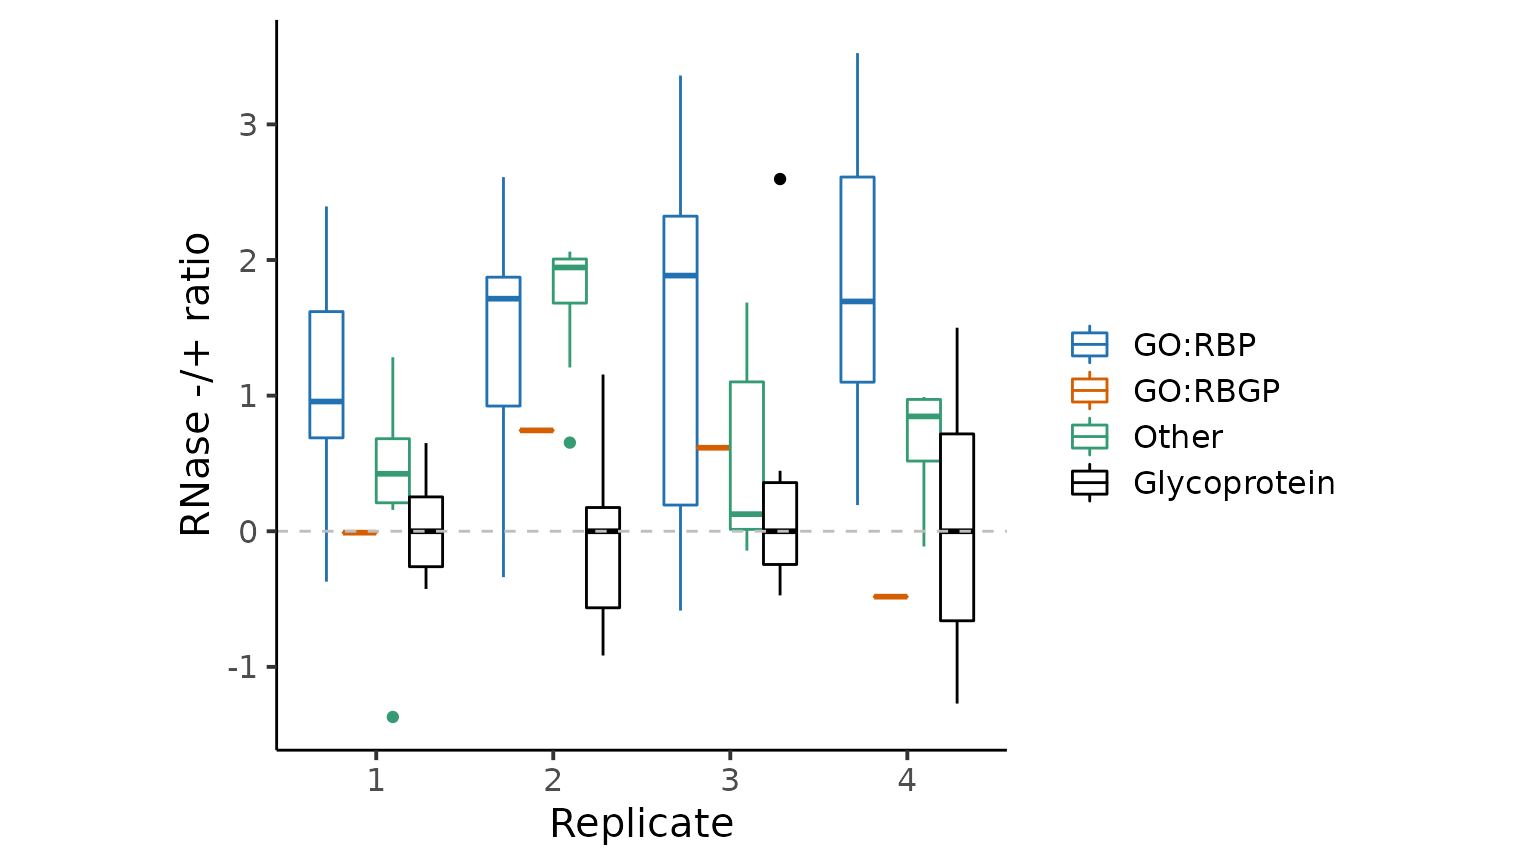 RNase -/+ ratio
3
2
1
0
-1
1 2 3 4
Replicate
GO:RBP
GO:RBGP
Other
Glycoprotein